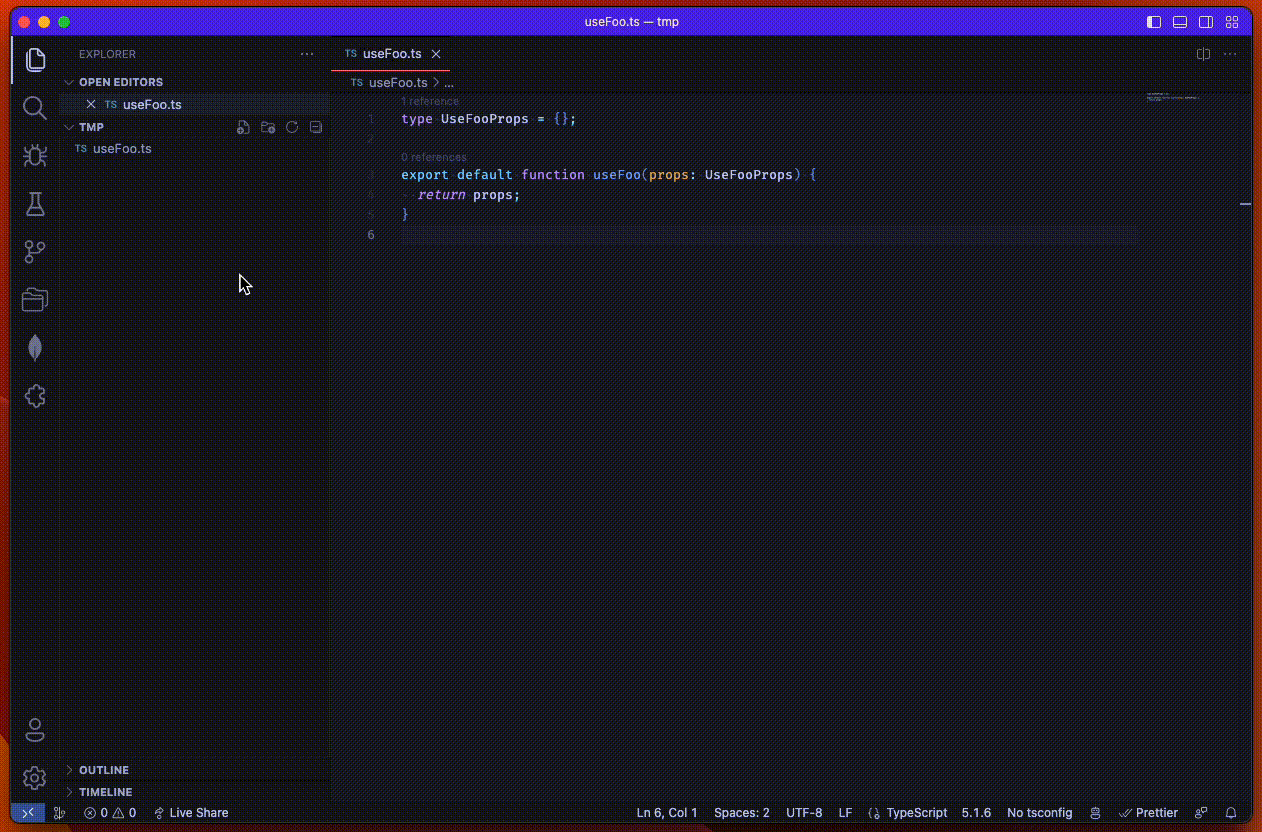 useFoo.ts — tmp
EXPLORER
OPEN EDITORS
TS useFoo.ts
TMP
TS useFoo.ts
OUTLINE
TIMELINE
TS useFoo.ts
TS useFoo.ts > ...
1 reference
1 type UseFooProps = {};
2
0 references
3 export default function useFoo(props: UseFooProps) {
4 return props;
5 }
6
0 0 Live Share
Ln 6, Col 1 Spaces: 2 UTF-8 LF TypeScript 5.1.6 No tsconfig Prettier